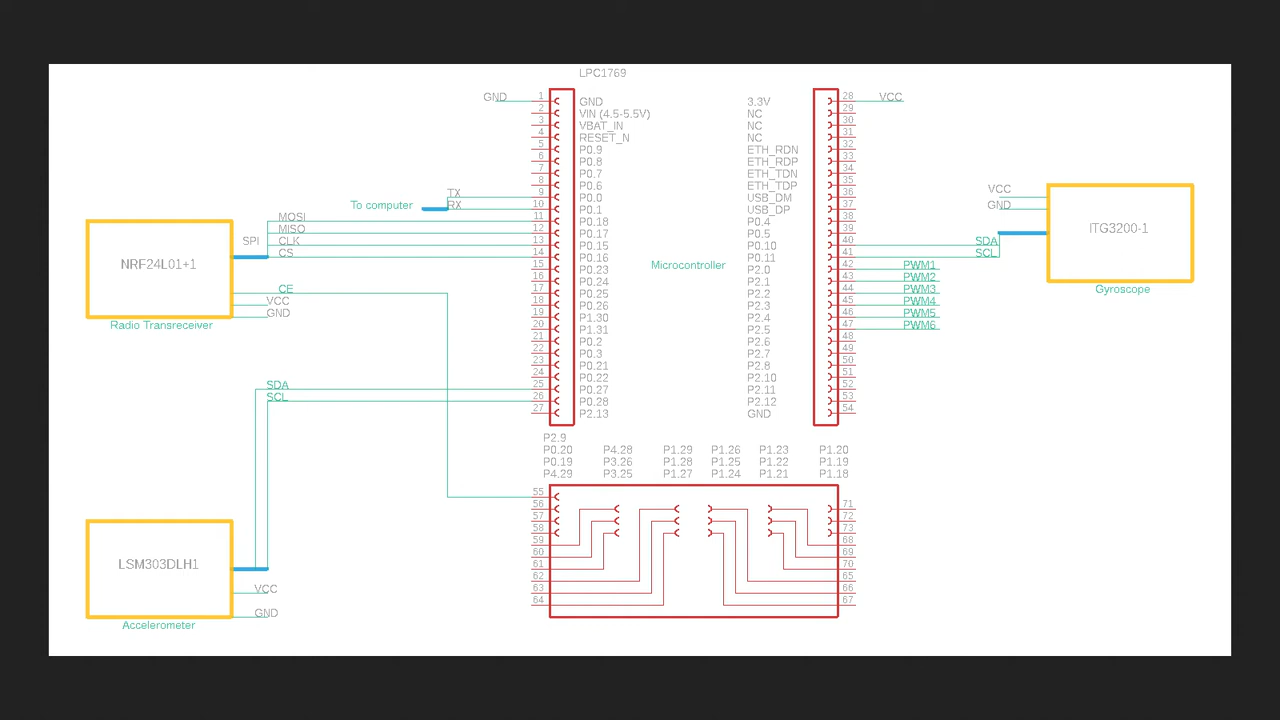 LPC1769
GND
1
2
3
4
5
6
7
8
9
10
11
12
13
14
15
16
17
18
19
20
21
22
23
24
25
26
27
GND
VIN (4.5-5.5V)
VBAT_IN
RESET_N
P0.9
P0.8
P0.7
P0.6
P0.0
P0.1
P0.18
P0.17
P0.15
P0.16
P0.23
P0.24
P0.25
P0.26
P1.30
P1.31
P0.2
P0.3
P0.21
P0.22
P0.27
P0.28
P2.13
3.3V
NC
NC
NC
ETH_RDN
ETH_RDP
ETH_TDN
ETH_TDP
USB_DM
USB_DP
P0.4
P0.5
P0.10
P0.11
P2.0
P2.1
P2.2
P2.3
P2.4
P2.5
P2.6
P2.7
P2.8
P2.10
P2.11
P2.12
GND
28
29
30
31
32
33
34
35
36
37
38
39
40
41
42
43
44
45
46
47
48
49
50
51
52
53
54
VCC
Microcontroller
To computer
TX
RX
MOSI
MISO
CLK
CS
SPI
NRF24L01+1
CE
VCC
GND
Radio Transreceiver
SDA
SCL
LSM303DLH1
VCC
GND
Accelerometer
VCC
GND
ITG3200-1
SDA
SCL
Gyroscope
PWM1
PWM2
PWM3
PWM4
PWM5
PWM6
P2.9
P0.20 P4.28 P1.29 P1.26 P1.23 P1.20
P0.19 P3.26 P1.28 P1.25 P1.22 P1.19
P4.29 P3.25 P1.27 P1.24 P1.21 P1.18
55
56
57
58
59
60
61
62
63
64
71
72
73
68
69
70
65
66
67